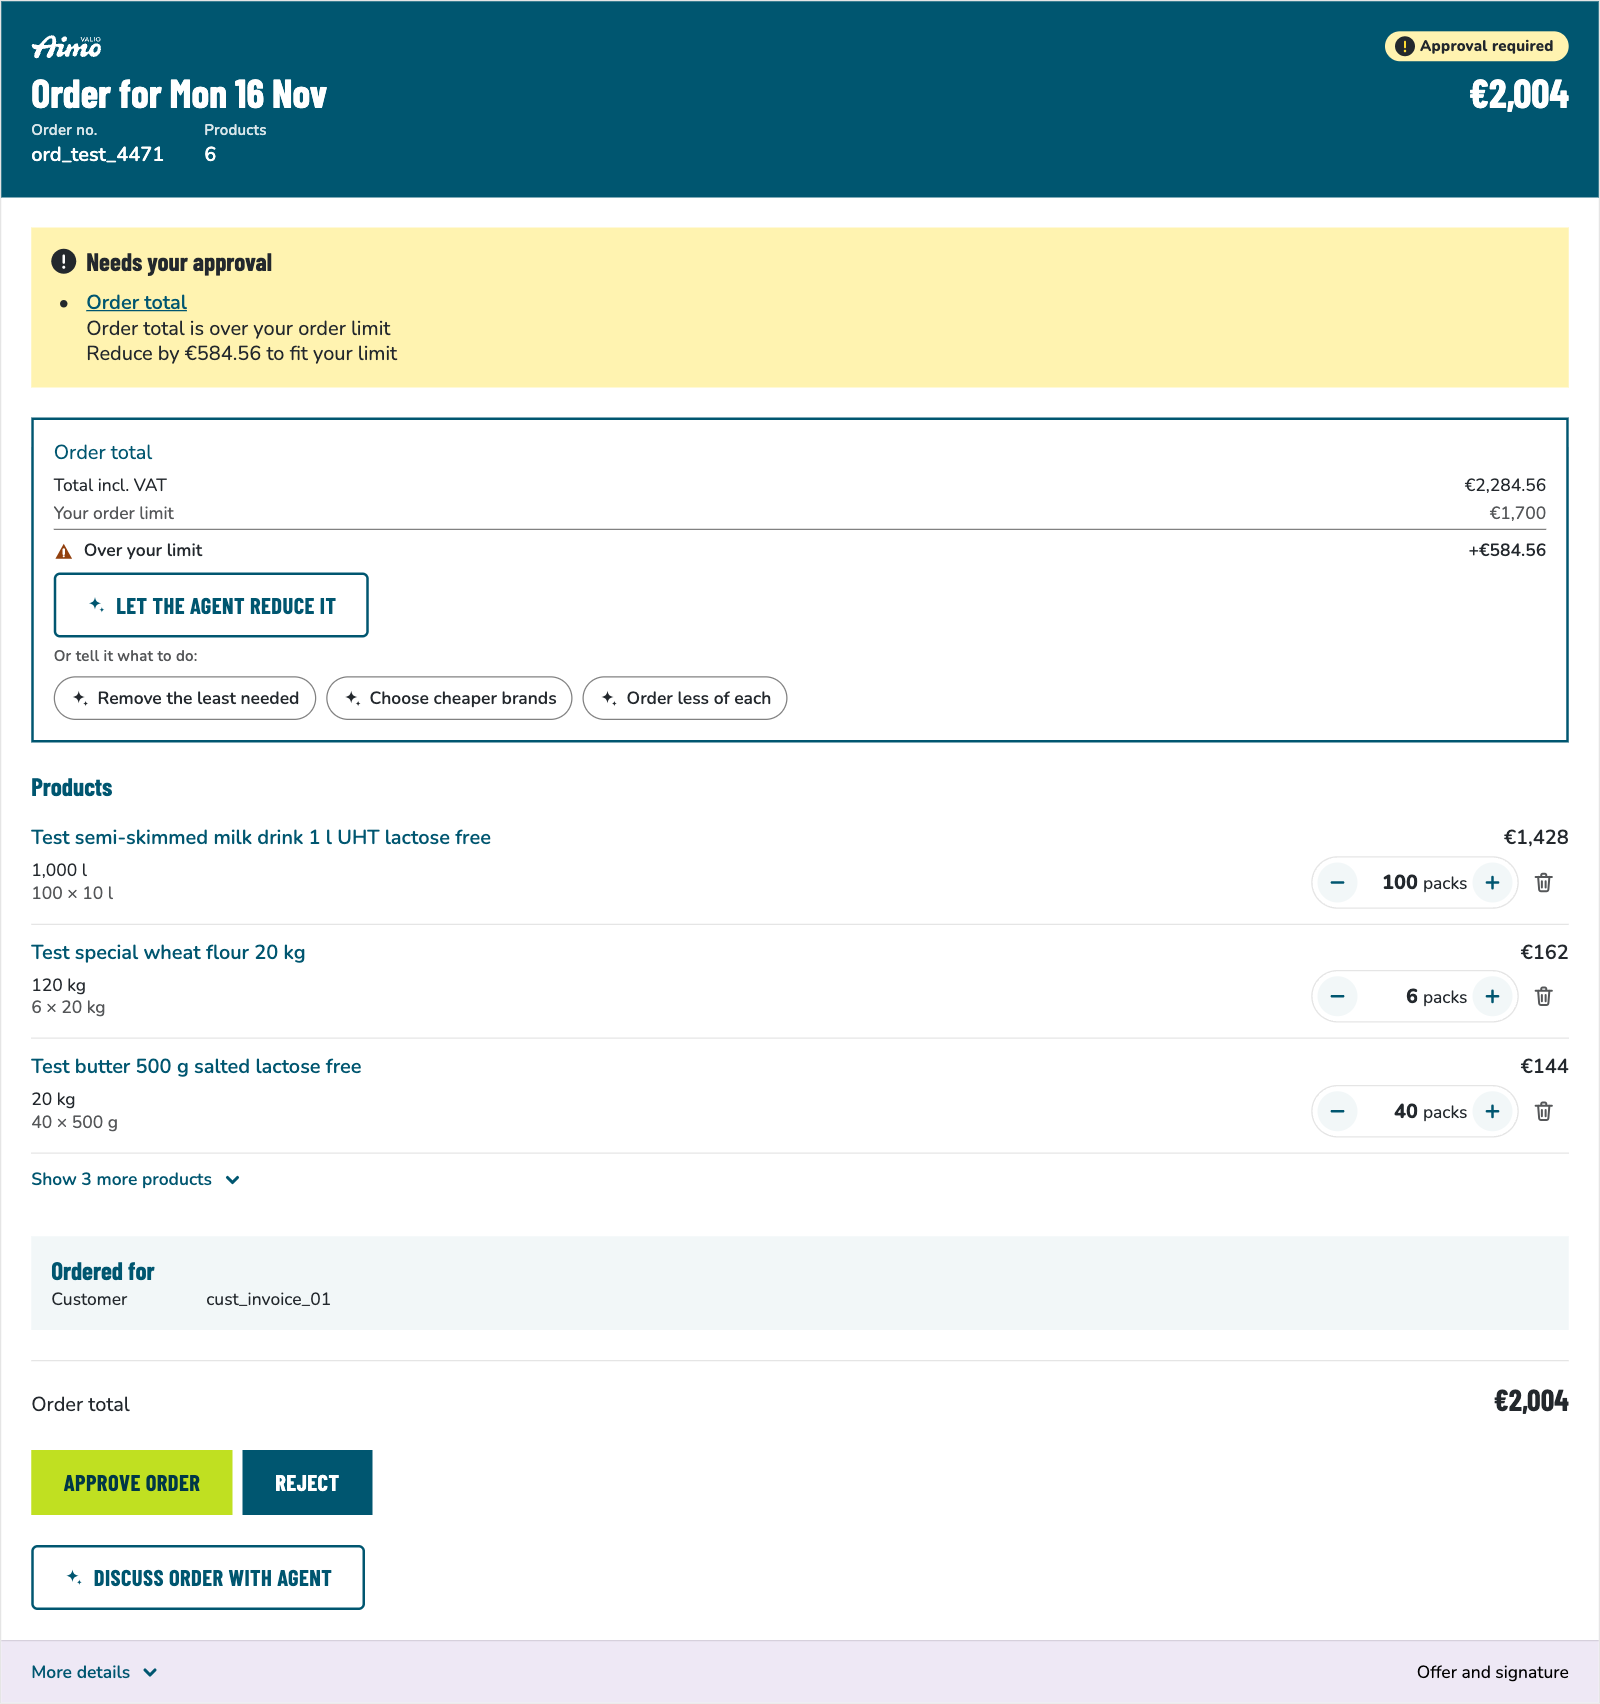 Aimo VALIO
Approval required
Order for Mon 16 Nov
€2,004
Order no.
Products
ord_test_4471
6
Needs your approval
• Order total
Order total is over your order limit
Reduce by €584.56 to fit your limit
Order total
Total incl. VAT €2,284.56
Your order limit €1,700
Over your limit +€584.56
LET THE AGENT REDUCE IT
Or tell it what to do:
Remove the least needed
Choose cheaper brands
Order less of each
Products
Test semi-skimmed milk drink 1 l UHT lactose free €1,428
1,000 l
100 × 10 l
− 100 packs +
Test special wheat flour 20 kg €162
120 kg
6 × 20 kg
− 6 packs +
Test butter 500 g salted lactose free €144
20 kg
40 × 500 g
− 40 packs +
Show 3 more products
Ordered for
Customer cust_invoice_01
Order total €2,004
APPROVE ORDER
REJECT
DISCUSS ORDER WITH AGENT
More details
Offer and signature